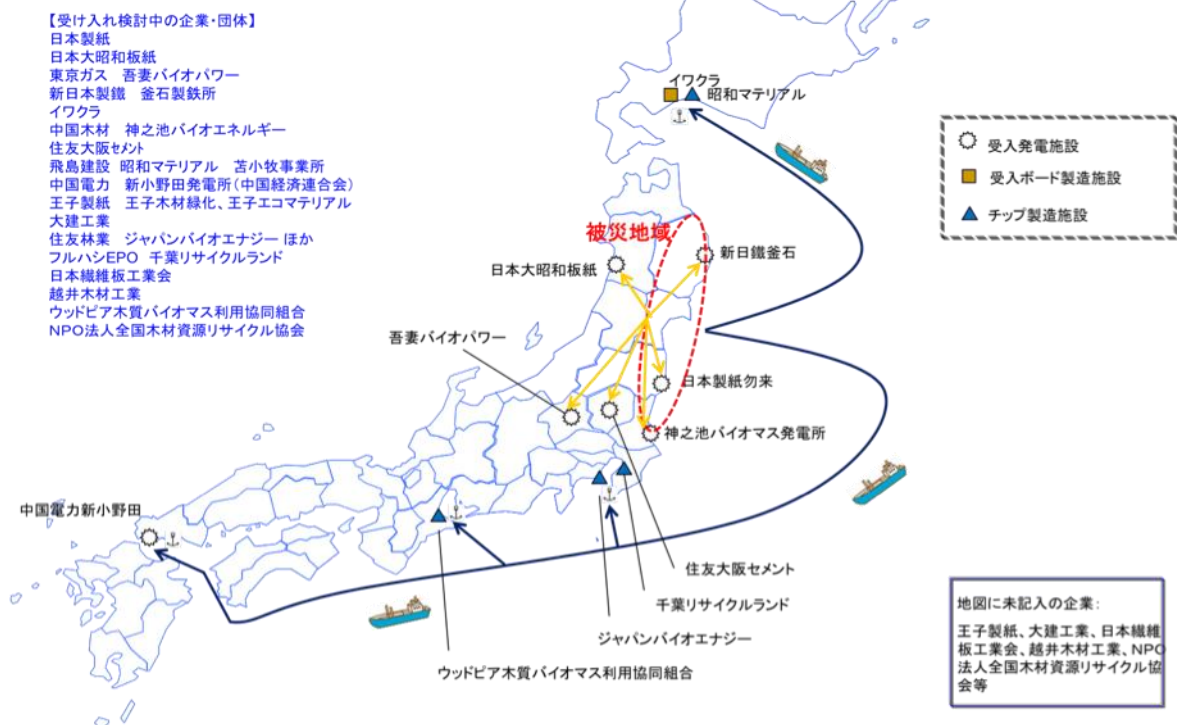 【受け入れ検討中の企業・団体】
日本製紙
日本大昭和板紙
東京ガス　吾妻バイオパワー
新日本製鐵　釜石製鉄所
イワクラ
中国木材　神之池バイオエネルギー
住友大阪セメント
飛島建設　昭和マテリアル　苫小牧事業所
中国電力　新小野田発電所（中国経済連合会）
王子製紙　王子木材緑化、王子エコマテリアル
大建工業
住友林業　ジャパンバイオエナジー ほか
フルハシEPO　千葉リサイクルランド
日本繊維板工業会
越井木材工業
ウッドピア木質バイオマス利用協同組合
NPO法人全国木材資源リサイクル協会
イワクラ
昭和マテリアル
受入発電施設
受入ボード製造施設
チップ製造施設
被災地域
新日鐵釜石
日本大昭和板紙
吾妻バイオパワー
日本製紙勿来
神之池バイオマス発電所
中国電力新小野田
住友大阪セメント
千葉リサイクルランド
ジャパンバイオエナジー
ウッドピア木質バイオマス利用協同組合
地図に未記入の企業：
王子製紙、大建工業、日本繊維
板工業会、越井木材工業、NPO
法人全国木材資源リサイクル協
会等